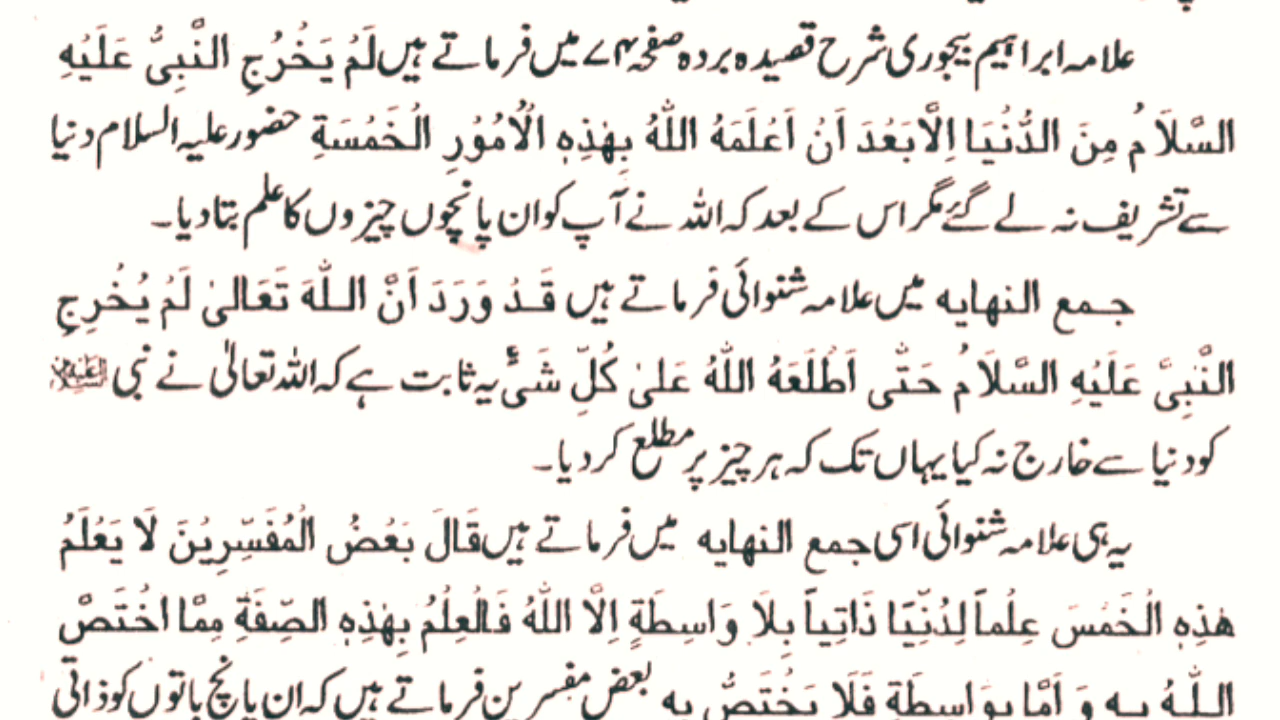 علامہ ابراہیم بیجوری شرح قصیدہ بردہ صفحہ ۷۴ میں فرماتے ہیں لَمْ يَخْرُجِ النَّبِیُّ عَلَيْهِ
السَّلَامُ مِنَ الدُّنْيَا اِلَّا بَعْدَ اَنْ اَعْلَمَهُ اللّٰهُ بِهٰذِهِ الْاُمُوْرِ الْخَمْسَةِ حضور علیہ السلام دنیا
سے تشریف نہ لے گئے مگر اس کے بعد کہ اللہ نے آپ کو ان پانچوں چیزوں کا علم بتا دیا۔
جمع النہایہ میں علامہ شنوائی فرماتے ہیں قَدْ وَرَدَ اَنَّ اللّٰهَ تَعَالیٰ لَمْ يُخْرِجِ
النَّبِیَّ عَلَيْهِ السَّلَامُ حَتّٰی اَطْلَعَهُ اللّٰهُ عَلیٰ كُلِّ شَیْءٍ یہ ثابت ہے کہ اللہ تعالیٰ نے نبی ﷺ
کو دنیا سے خارج نہ کیا یہاں تک کہ ہر چیز پر مطلع کر دیا۔
یہ ہی علامہ شنوائی اسی جمع النہایہ میں فرماتے ہیں قَالَ بَعْضُ الْمُفَسِّرِيْنَ لَا يَعْلَمُ
هٰذِهِ الْخَمْسَ عِلْماً لَدُنِّيًّا ذَاتِياً بِلَا وَاسِطَةٍ اِلَّا اللّٰهُ فَالْعِلْمُ بِهٰذِهِ الصِّفَةِ مِمَّا اخْتَصَّ
اللّٰهُ بِهِ وَ اَمَّا بِوَاسِطَةٍ فَلَا يَخْتَصُّ بِهِ بعض مفسرین فرماتے ہیں کہ ان پانچ باتوں کو ذاتی